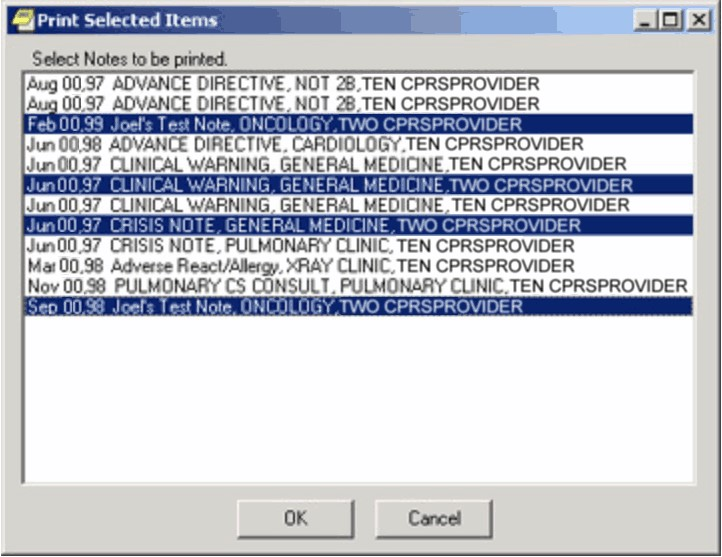 Print Selected Items
Select Notes to be printed.
Aug 00,97 ADVANCE DIRECTIVE, NOT 2B,TEN CPRSPROVIDER
Aug 00,97 ADVANCE DIRECTIVE, NOT 2B,TEN CPRSPROVIDER
Feb 00,99 Joel's Test Note, ONCOLOGY,TWO CPRSPROVIDER
Jun 00,98 ADVANCE DIRECTIVE, CARDIOLOGY,TEN CPRSPROVIDER
Jun 00,97 CLINICAL WARNING, GENERAL MEDICINE,TEN CPRSPROVIDER
Jun 00,97 CLINICAL WARNING, GENERAL MEDICINE,TWO CPRSPROVIDER
Jun 00,97 CLINICAL WARNING, GENERAL MEDICINE,TEN CPRSPROVIDER
Jun 00,97 CRISIS NOTE, GENERAL MEDICINE,TWO CPRSPROVIDER
Jun 00,97 CRISIS NOTE, PULMONARY CLINIC,TEN CPRSPROVIDER
Mar 00,98 Adverse React/Allergy, XRAY CLINIC,TEN CPRSPROVIDER
Nov 00,98 PULMONARY CS CONSULT, PULMONARY CLINIC,TEN CPRSPROVIDER
Sep 00,98 Joel's Test Note, ONCOLOGY,TWO CPRSPROVIDER
OK
Cancel